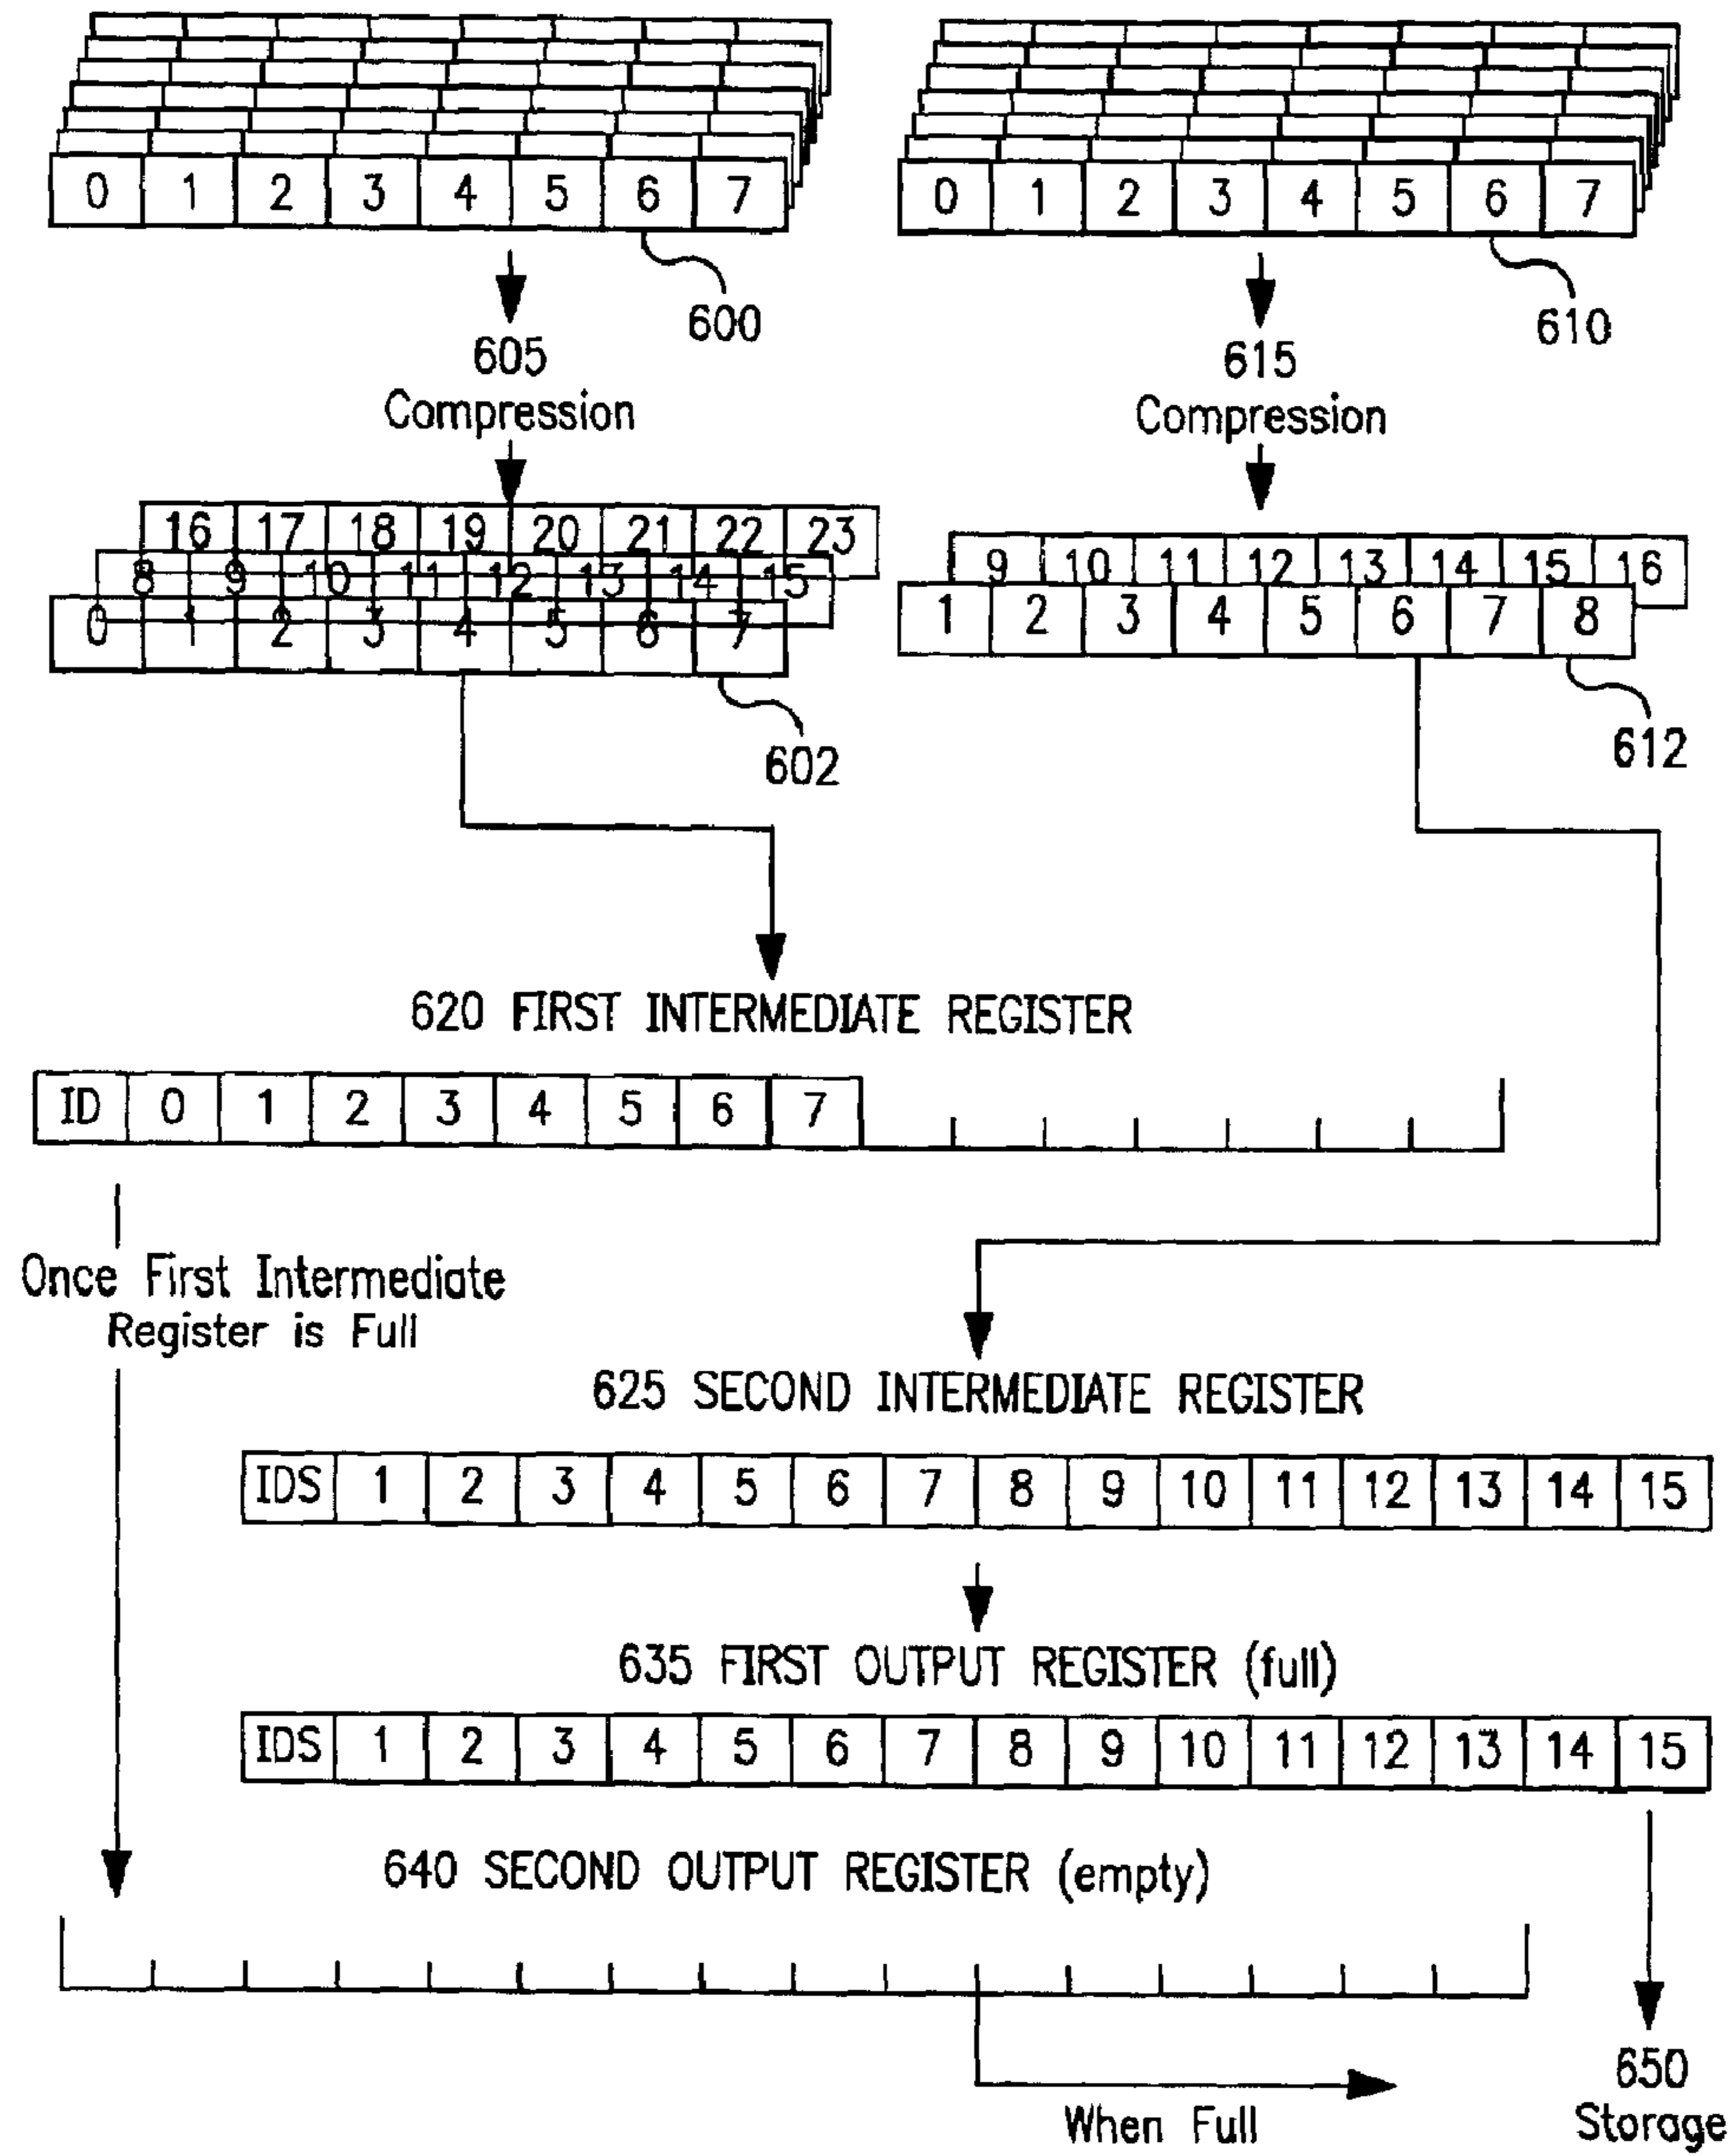 0 1 2 3 4 5 6 7
0 1 2 3 4 5 6 7
600
610
605
Compression
615
Compression
16 17 18 19 20 21 22 23
8 9 10 11 12 13 14 15
0 1 2 3 4 5 6 7
9 10 11 12 13 14 15 16
1 2 3 4 5 6 7 8
602
612
620 FIRST INTERMEDIATE REGISTER
ID 0 1 2 3 4 5 6 7
Once First Intermediate
Register is Full
625 SECOND INTERMEDIATE REGISTER
IDS 1 2 3 4 5 6 7 8 9 10 11 12 13 14 15
635 FIRST OUTPUT REGISTER (full)
IDS 1 2 3 4 5 6 7 8 9 10 11 12 13 14 15
640 SECOND OUTPUT REGISTER (empty)
When Full
650
Storage